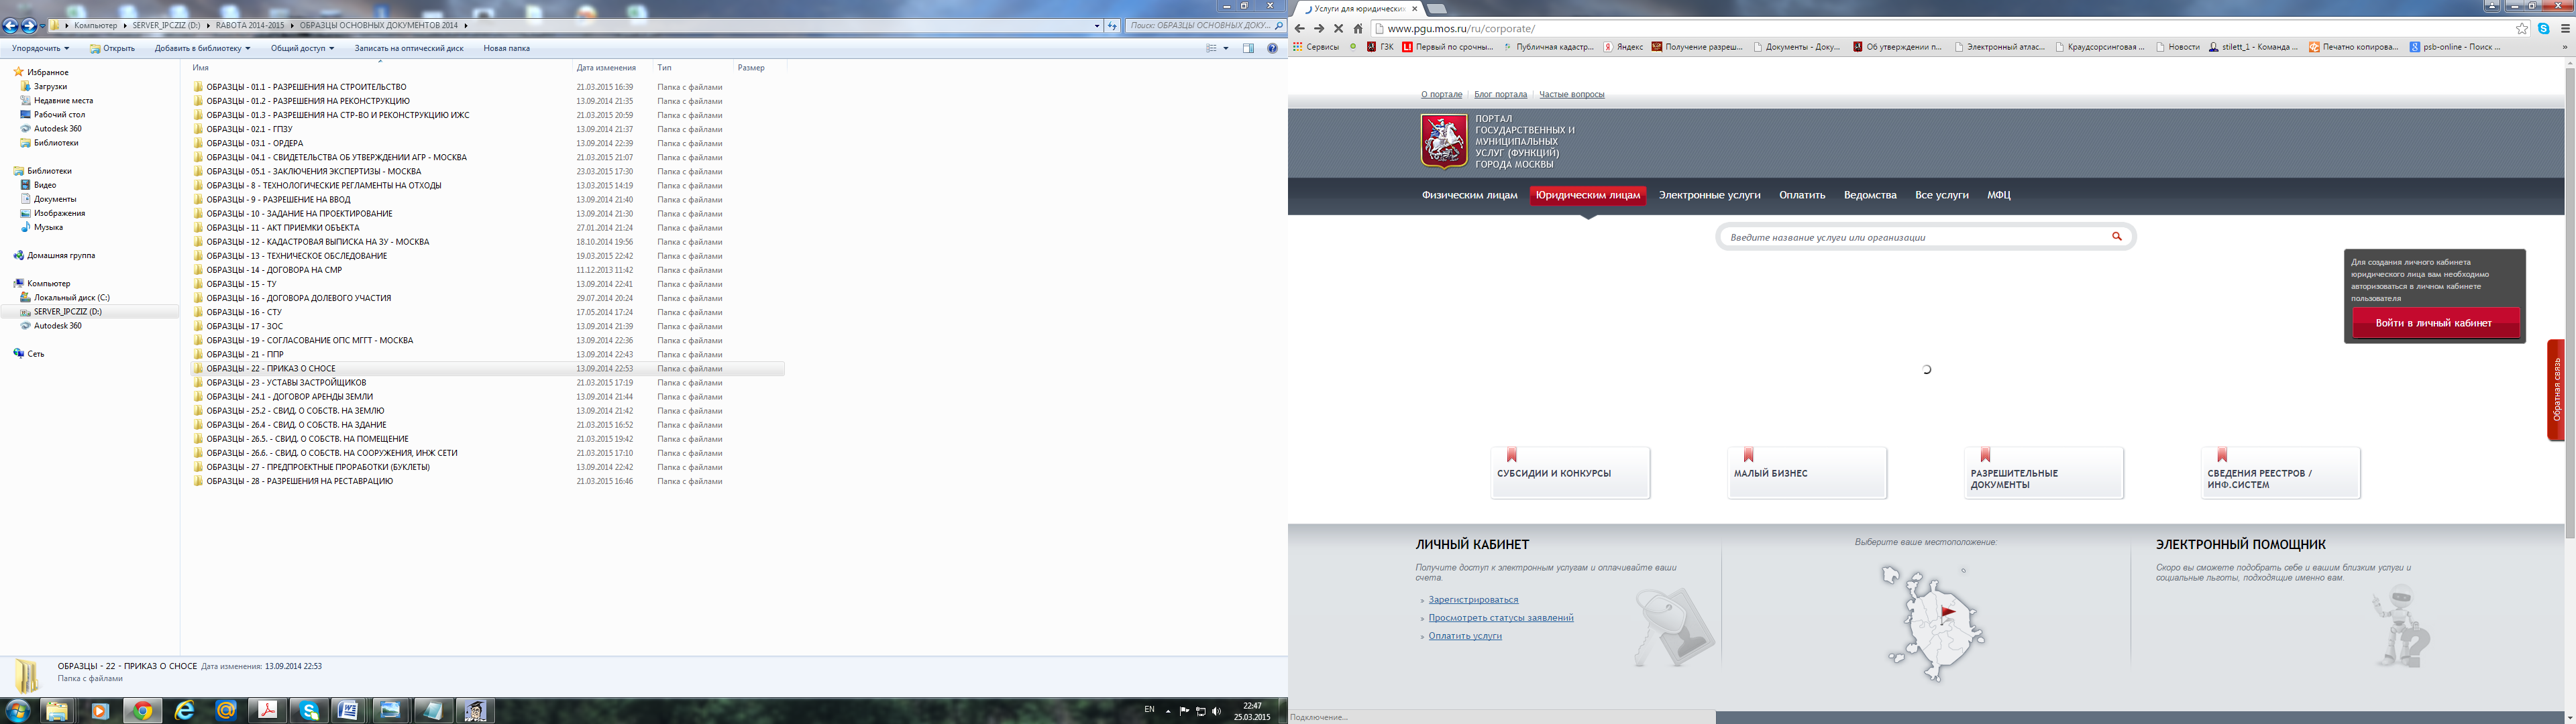 Компьютер ▸ SERVER_IPCZIZ (D:) ▸ RABOTA 2014-2015 ▸ ОБРАЗЦЫ ОСНОВНЫХ ДОКУМЕНТОВ 2014 ▸
Поиск: ОБРАЗЦЫ ОСНОВНЫХ ДОКУ...
Упорядочить Открыть Добавить в библиотеку Общий доступ Записать на оптический диск Новая папка
Избранное
Загрузки
Недавние места
Рабочий стол
Autodesk 360
Библиотеки
Библиотеки
Видео
Документы
Изображения
Музыка
Домашняя группа
Компьютер
Локальный диск (C:)
SERVER_IPCZIZ (D:)
Autodesk 360
Сеть
Имя Дата изменения Тип Размер
ОБРАЗЦЫ - 01.1 - РАЗРЕШЕНИЯ НА СТРОИТЕЛЬСТВО 21.03.2015 16:39 Папка с файлами
ОБРАЗЦЫ - 01.2 - РАЗРЕШЕНИЯ НА РЕКОНСТРУКЦИЮ 13.09.2014 21:35 Папка с файлами
ОБРАЗЦЫ - 01.3 - РАЗРЕШЕНИЯ НА СТР-ВО И РЕКОНСТРУКЦИЮ ИЖС 21.03.2015 20:59 Папка с файлами
ОБРАЗЦЫ - 02.1 - ГПЗУ 13.09.2014 21:37 Папка с файлами
ОБРАЗЦЫ - 03.1 - ОРДЕРА 13.09.2014 22:39 Папка с файлами
ОБРАЗЦЫ - 04.1 - СВИДЕТЕЛЬСТВА ОБ УТВЕРЖДЕНИИ АГР - МОСКВА 21.03.2015 21:07 Папка с файлами
ОБРАЗЦЫ - 05.1 - ЗАКЛЮЧЕНИЯ ЭКСПЕРТИЗЫ - МОСКВА 23.03.2015 17:30 Папка с файлами
ОБРАЗЦЫ - 8 - ТЕХНОЛОГИЧЕСКИЕ РЕГЛАМЕНТЫ НА ОТХОДЫ 13.03.2015 14:19 Папка с файлами
ОБРАЗЦЫ - 9 - РАЗРЕШЕНИЕ НА ВВОД 13.09.2014 21:40 Папка с файлами
ОБРАЗЦЫ - 10 - ЗАДАНИЕ НА ПРОЕКТИРОВАНИЕ 13.09.2014 21:30 Папка с файлами
ОБРАЗЦЫ - 11 - АКТ ПРИЕМКИ ОБЪЕКТА 27.01.2014 21:24 Папка с файлами
ОБРАЗЦЫ - 12 - КАДАСТРОВАЯ ВЫПИСКА НА ЗУ - МОСКВА 18.10.2014 19:56 Папка с файлами
ОБРАЗЦЫ - 13 - ТЕХНИЧЕСКОЕ ОБСЛЕДОВАНИЕ 19.03.2015 22:42 Папка с файлами
ОБРАЗЦЫ - 14 - ДОГОВОРА НА СМР 11.12.2013 11:42 Папка с файлами
ОБРАЗЦЫ - 15 - ТУ 13.09.2014 22:41 Папка с файлами
ОБРАЗЦЫ - 16 - ДОГОВОРА ДОЛЕВОГО УЧАСТИЯ 29.07.2014 20:24 Папка с файлами
ОБРАЗЦЫ - 16 - СТУ 17.05.2014 17:24 Папка с файлами
ОБРАЗЦЫ - 17 - ЗОС 13.09.2014 21:39 Папка с файлами
ОБРАЗЦЫ - 19 - СОГЛАСОВАНИЕ ОПС МГГТ - МОСКВА 13.09.2014 22:36 Папка с файлами
ОБРАЗЦЫ - 21 - ППР 13.09.2014 22:43 Папка с файлами
ОБРАЗЦЫ - 22 - ПРИКАЗ О СНОСЕ 13.09.2014 22:53 Папка с файлами
ОБРАЗЦЫ - 23 - УСТАВЫ ЗАСТРОЙЩИКОВ 21.03.2015 17:19 Папка с файлами
ОБРАЗЦЫ - 24.1 - ДОГОВОР АРЕНДЫ ЗЕМЛИ 13.09.2014 21:44 Папка с файлами
ОБРАЗЦЫ - 25.2 - СВИД. О СОБСТВ. НА ЗЕМЛЮ 13.09.2014 21:42 Папка с файлами
ОБРАЗЦЫ - 26.4 - СВИД. О СОБСТВ. НА ЗДАНИЕ 21.03.2015 16:52 Папка с файлами
ОБРАЗЦЫ - 26.5. - СВИД. О СОБСТВ. НА ПОМЕЩЕНИЕ 21.03.2015 19:42 Папка с файлами
ОБРАЗЦЫ - 26.6. - СВИД. О СОБСТВ. НА СООРУЖЕНИЯ, ИНЖ СЕТИ 21.03.2015 17:10 Папка с файлами
ОБРАЗЦЫ - 27 - ПРЕДПРОЕКТНЫЕ ПРОРАБОТКИ (БУКЛЕТЫ) 13.09.2014 22:42 Папка с файлами
ОБРАЗЦЫ - 28 - РАЗРЕШЕНИЯ НА РЕСТАВРАЦИЮ 21.03.2015 16:46 Папка с файлами
ОБРАЗЦЫ - 22 - ПРИКАЗ О СНОСЕ Дата изменения: 13.09.2014 22:53
Папка с файлами
EN 22:47
25.03.2015
Услуги для юридически
www.pgu.mos.ru/ru/corporate/
Сервисы ГЗК Первый по срочны... Публичная кадастр... Яндекс Получение разреш... Документы - Доку... Об утверждении п... Электронный атлас... Краудсорсинговая ... Новости stilett_1 - Команда ... Печатно копирова... psb-online - Поиск ... »
О портале Блог портала Частые вопросы
ПОРТАЛ
ГОСУДАРСТВЕННЫХ И
МУНИЦИПАЛЬНЫХ
УСЛУГ (ФУНКЦИЙ)
ГОРОДА МОСКВЫ
Физическим лицам Юридическим лицам Электронные услуги Оплатить Ведомства Все услуги МФЦ
Введите название услуги или организации
Для создания личного кабинета
юридического лица вам необходимо
авторизоваться в личном кабинете
пользователя
Войти в личный кабинет
Обратная связь
СУБСИДИИ И КОНКУРСЫ
МАЛЫЙ БИЗНЕС
РАЗРЕШИТЕЛЬНЫЕ
ДОКУМЕНТЫ
СВЕДЕНИЯ РЕЕСТРОВ /
ИНФ.СИСТЕМ
ЛИЧНЫЙ КАБИНЕТ
Получите доступ к электронным услугам и оплачивайте ваши
счета.
» Зарегистрироваться
» Просмотреть статусы заявлений
» Оплатить услуги
Выберите ваше местоположение:
ЭЛЕКТРОННЫЙ ПОМОЩНИК
Скоро вы сможете подобрать себе и вашим близким услуги и
социальные льготы, подходящие именно вам.
Подключение...